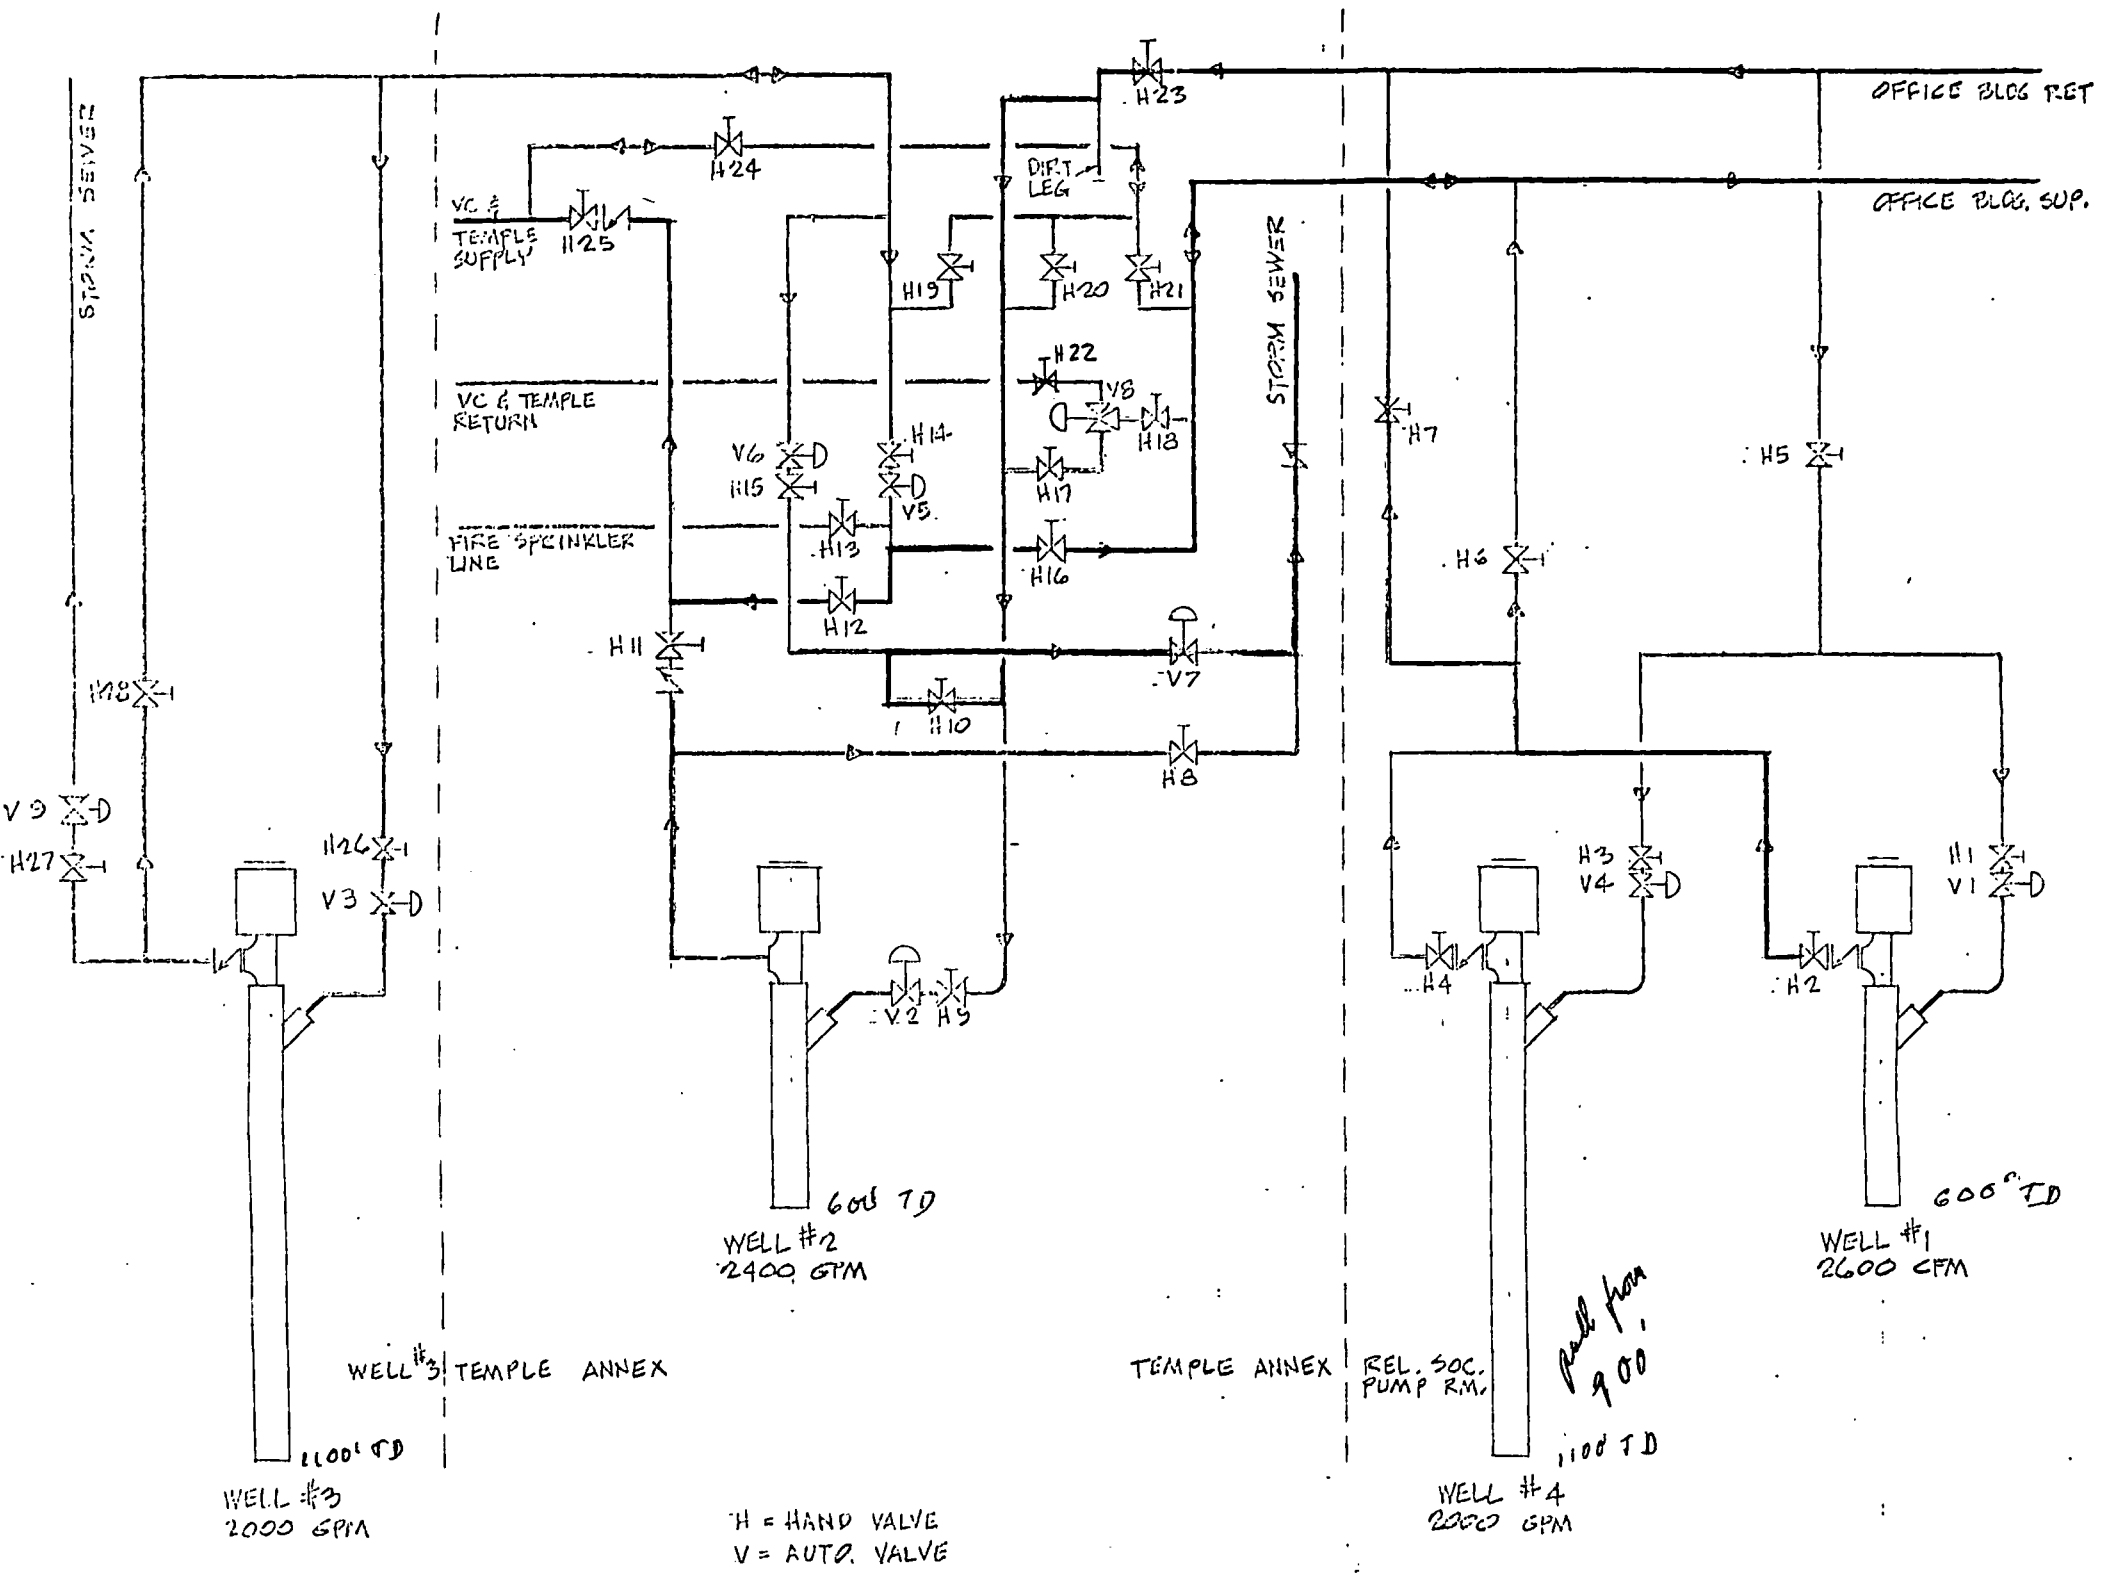 STORM SEWER
H23
OFFICE BLDG RET
H24
DIRT
LEG
VC &
TEMPLE
SUPPLY
H25
OFFICE BLDG. SUP.
H19
H20
H21
STORM SEWER
H22
VC & TEMPLE
RETURN
V8
H18
H7
H14
V6
H15
V5
H17
H5
FIRE SPRINKLER
LINE
H13
H16
H6
H12
H11
V7
H10
H8
V9
H27
H26
V3
H3
V4
H1
V1
V2
H9
H4
H2
600' TD
WELL #2
2400 GPM
600' TD
WELL #1
2600 GPM
pull from
900'
WELL #3
TEMPLE ANNEX
TEMPLE ANNEX
REL. SOC.
PUMP RM.
1100' TD
WELL #3
2000 GPM
1100' TD
WELL #4
2000 GPM
H = HAND VALVE
V = AUTO. VALVE